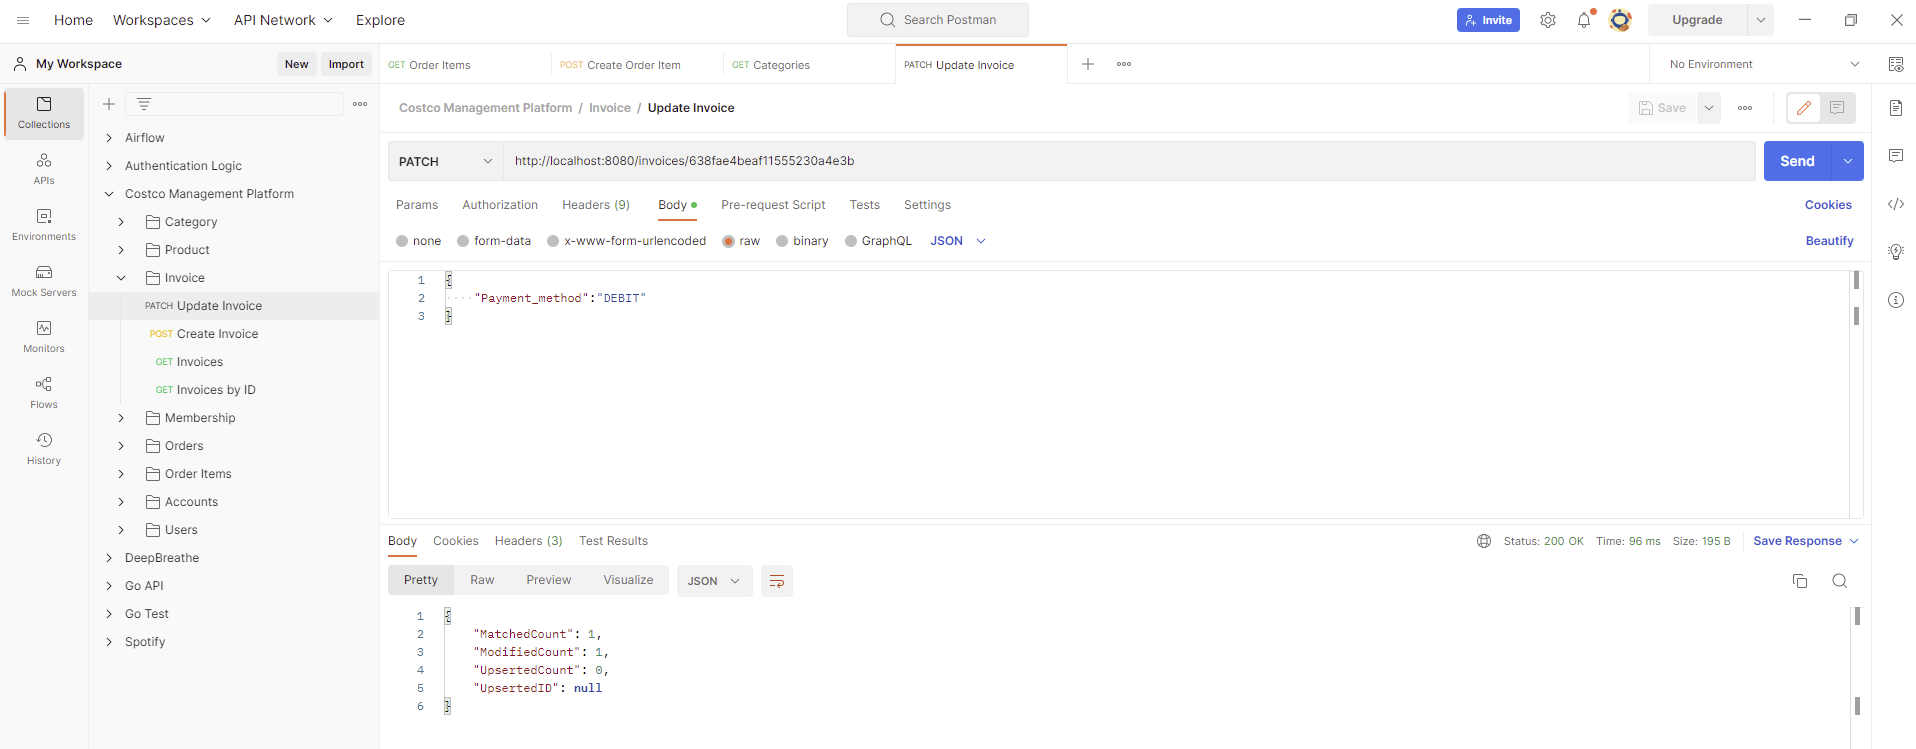 Home Workspaces API Network Explore Search Postman Invite Upgrade
My Workspace New Import
GET Order Items POST Create Order Item GET Categories PATCH Update Invoice No Environment
Collections
APIs
Environments
Mock Servers
Monitors
Flows
History
Airflow
Authentication Logic
Costco Management Platform
Category
Product
Invoice
PATCH Update Invoice
POST Create Invoice
GET Invoices
GET Invoices by ID
Membership
Orders
Order Items
Accounts
Users
DeepBreathe
Go API
Go Test
Spotify
Costco Management Platform / Invoice / Update Invoice Save
PATCH http://localhost:8080/invoices/638fae4beaf11555230a4e3b Send
Params Authorization Headers (9) Body Pre-request Script Tests Settings Cookies
none form-data x-www-form-urlencoded raw binary GraphQL JSON Beautify
1 {
2 "Payment_method":"DEBIT"
3 }
Body Cookies Headers (3) Test Results Status: 200 OK Time: 96 ms Size: 195 B Save Response
Pretty Raw Preview Visualize JSON
1 {
2 "MatchedCount": 1,
3 "ModifiedCount": 1,
4 "UpsertedCount": 0,
5 "UpsertedID": null
6 }